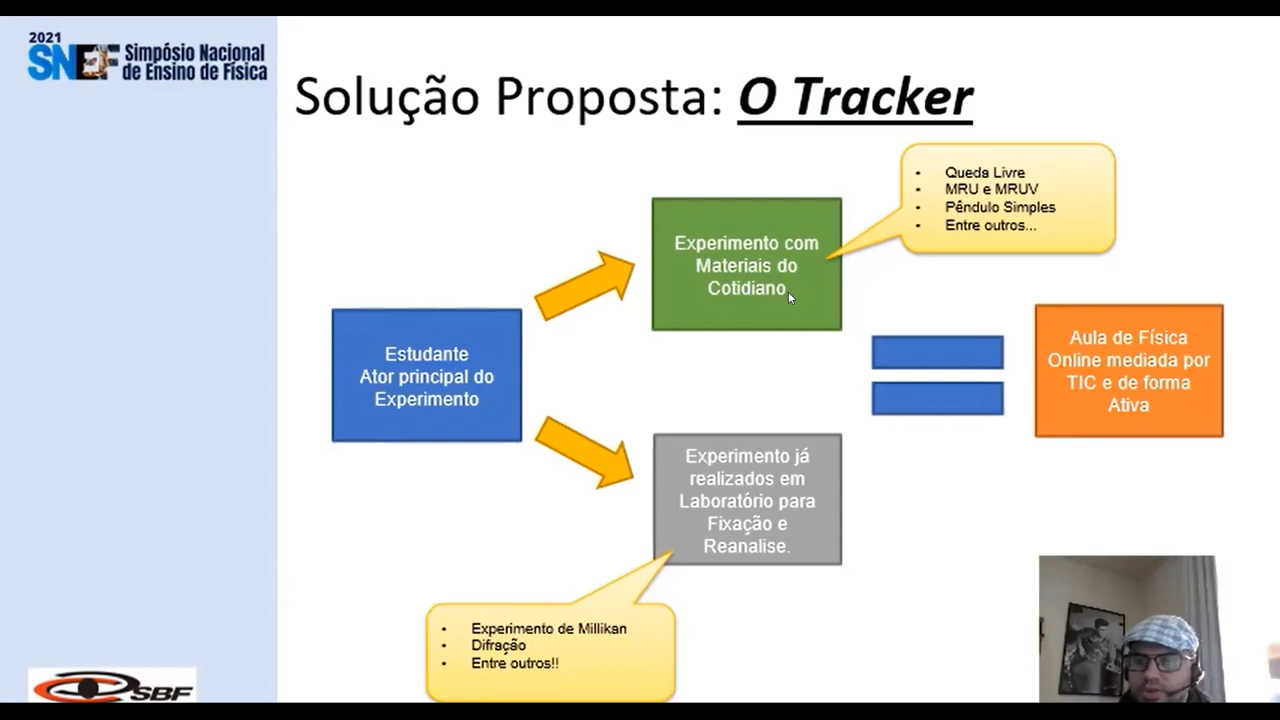 2021
SNEF Simpósio Nacional
de Ensino de Física
Solução Proposta: O Tracker
• Queda Livre
• MRU e MRUV
• Pêndulo Simples
• Entre outros...
Experimento com
Materiais do
Cotidiano.
Estudante
Ator principal do
Experimento
Aula de Física
Online mediada por
TIC e de forma
Ativa
Experimento já
realizados em
Laboratório para
Fixação e
Reanalise.
• Experimento de Millikan
• Difração
• Entre outros!!
SBF